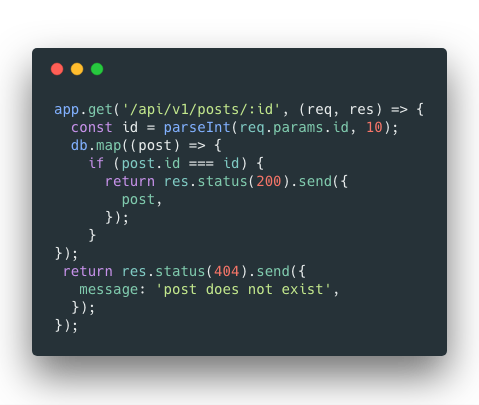 app.get('/api/v1/posts/:id', (req, res) => {
  const id = parseInt(req.params.id, 10);
  db.map((post) => {
    if (post.id === id) {
      return res.status(200).send({
        post,
      });
    }
});
 return res.status(404).send({
   message: 'post does not exist',
  });
});